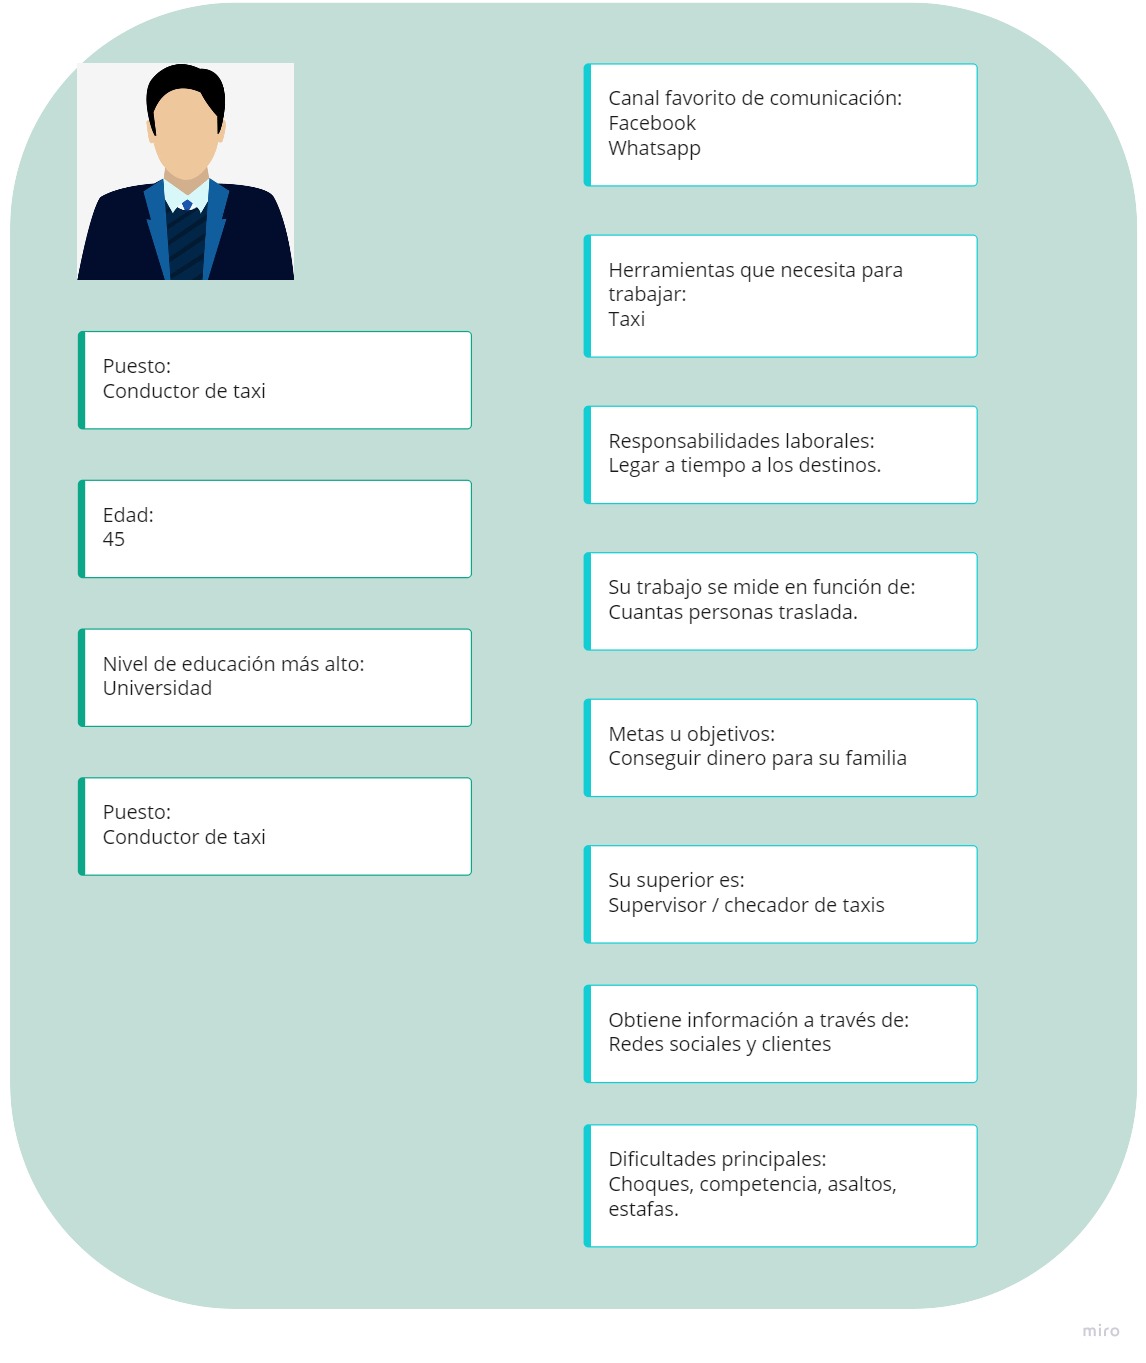 Puesto:
Conductor de taxi
Edad:
45
Nivel de educación más alto:
Universidad
Puesto:
Conductor de taxi
Canal favorito de comunicación:
Facebook
Whatsapp
Herramientas que necesita para
trabajar:
Taxi
Responsabilidades laborales:
Legar a tiempo a los destinos.
Su trabajo se mide en función de:
Cuantas personas traslada.
Metas u objetivos:
Conseguir dinero para su familia
Su superior es:
Supervisor / checador de taxis
Obtiene información a través de:
Redes sociales y clientes
Dificultades principales:
Choques, competencia, asaltos,
estafas.
miro